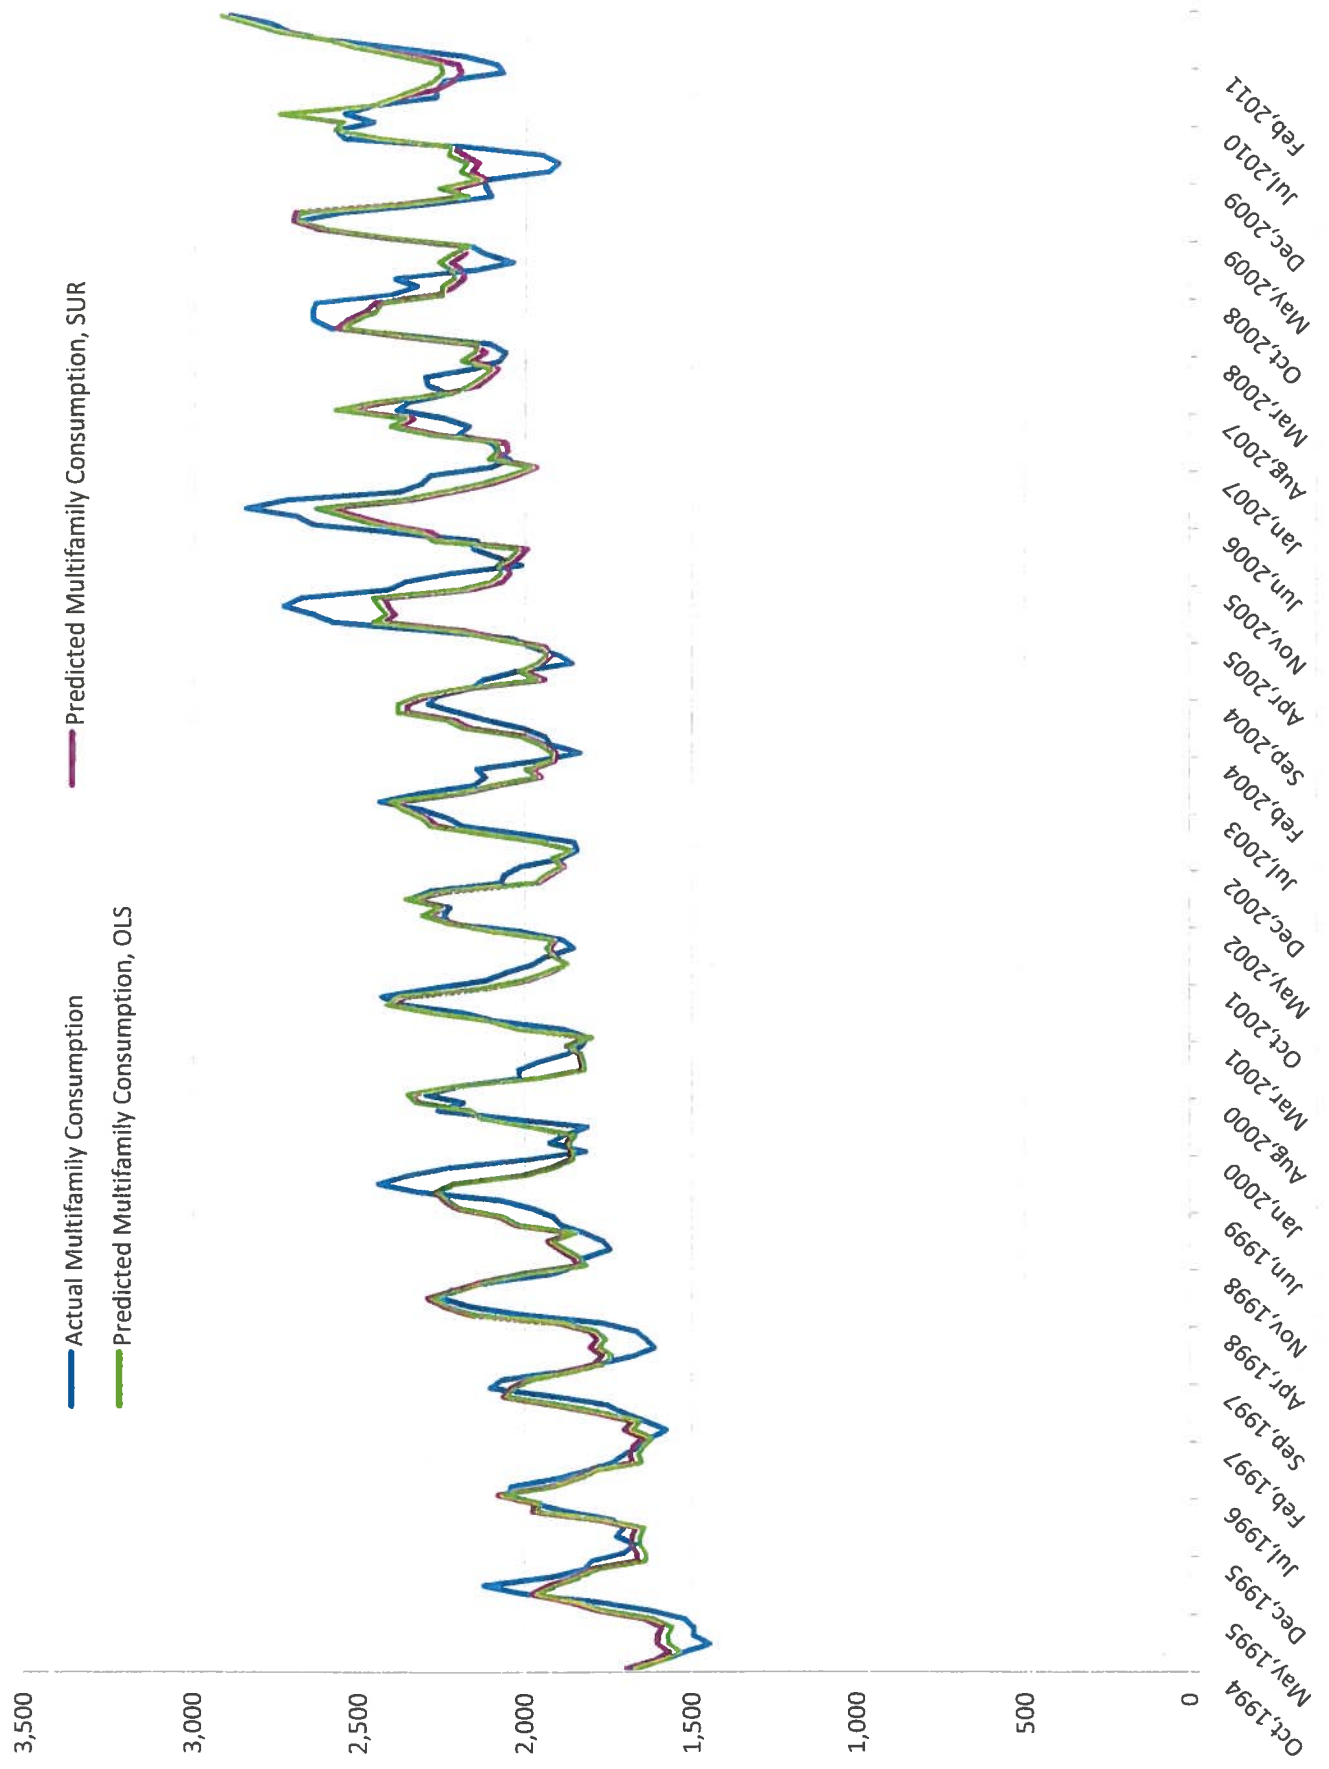 Actual Multifamily Consumption
Predicted Multifamily Consumption, SUR
Predicted Multifamily Consumption, OLS
3,500
3,000
2,500
2,000
1,500
1,000
500
0
Oct,1994
May,1995
Dec,1995
Jul,1996
Feb,1997
Sep,1997
Apr,1998
Nov,1998
Jun,1999
Jan,2000
Aug,2000
Mar,2001
Oct,2001
May,2002
Dec,2002
Jul,2003
Feb,2004
Sep,2004
Apr,2005
Nov,2005
Jun,2006
Jan,2007
Aug,2007
Mar,2008
Oct,2008
May,2009
Dec,2009
Jul,2010
Feb,2011